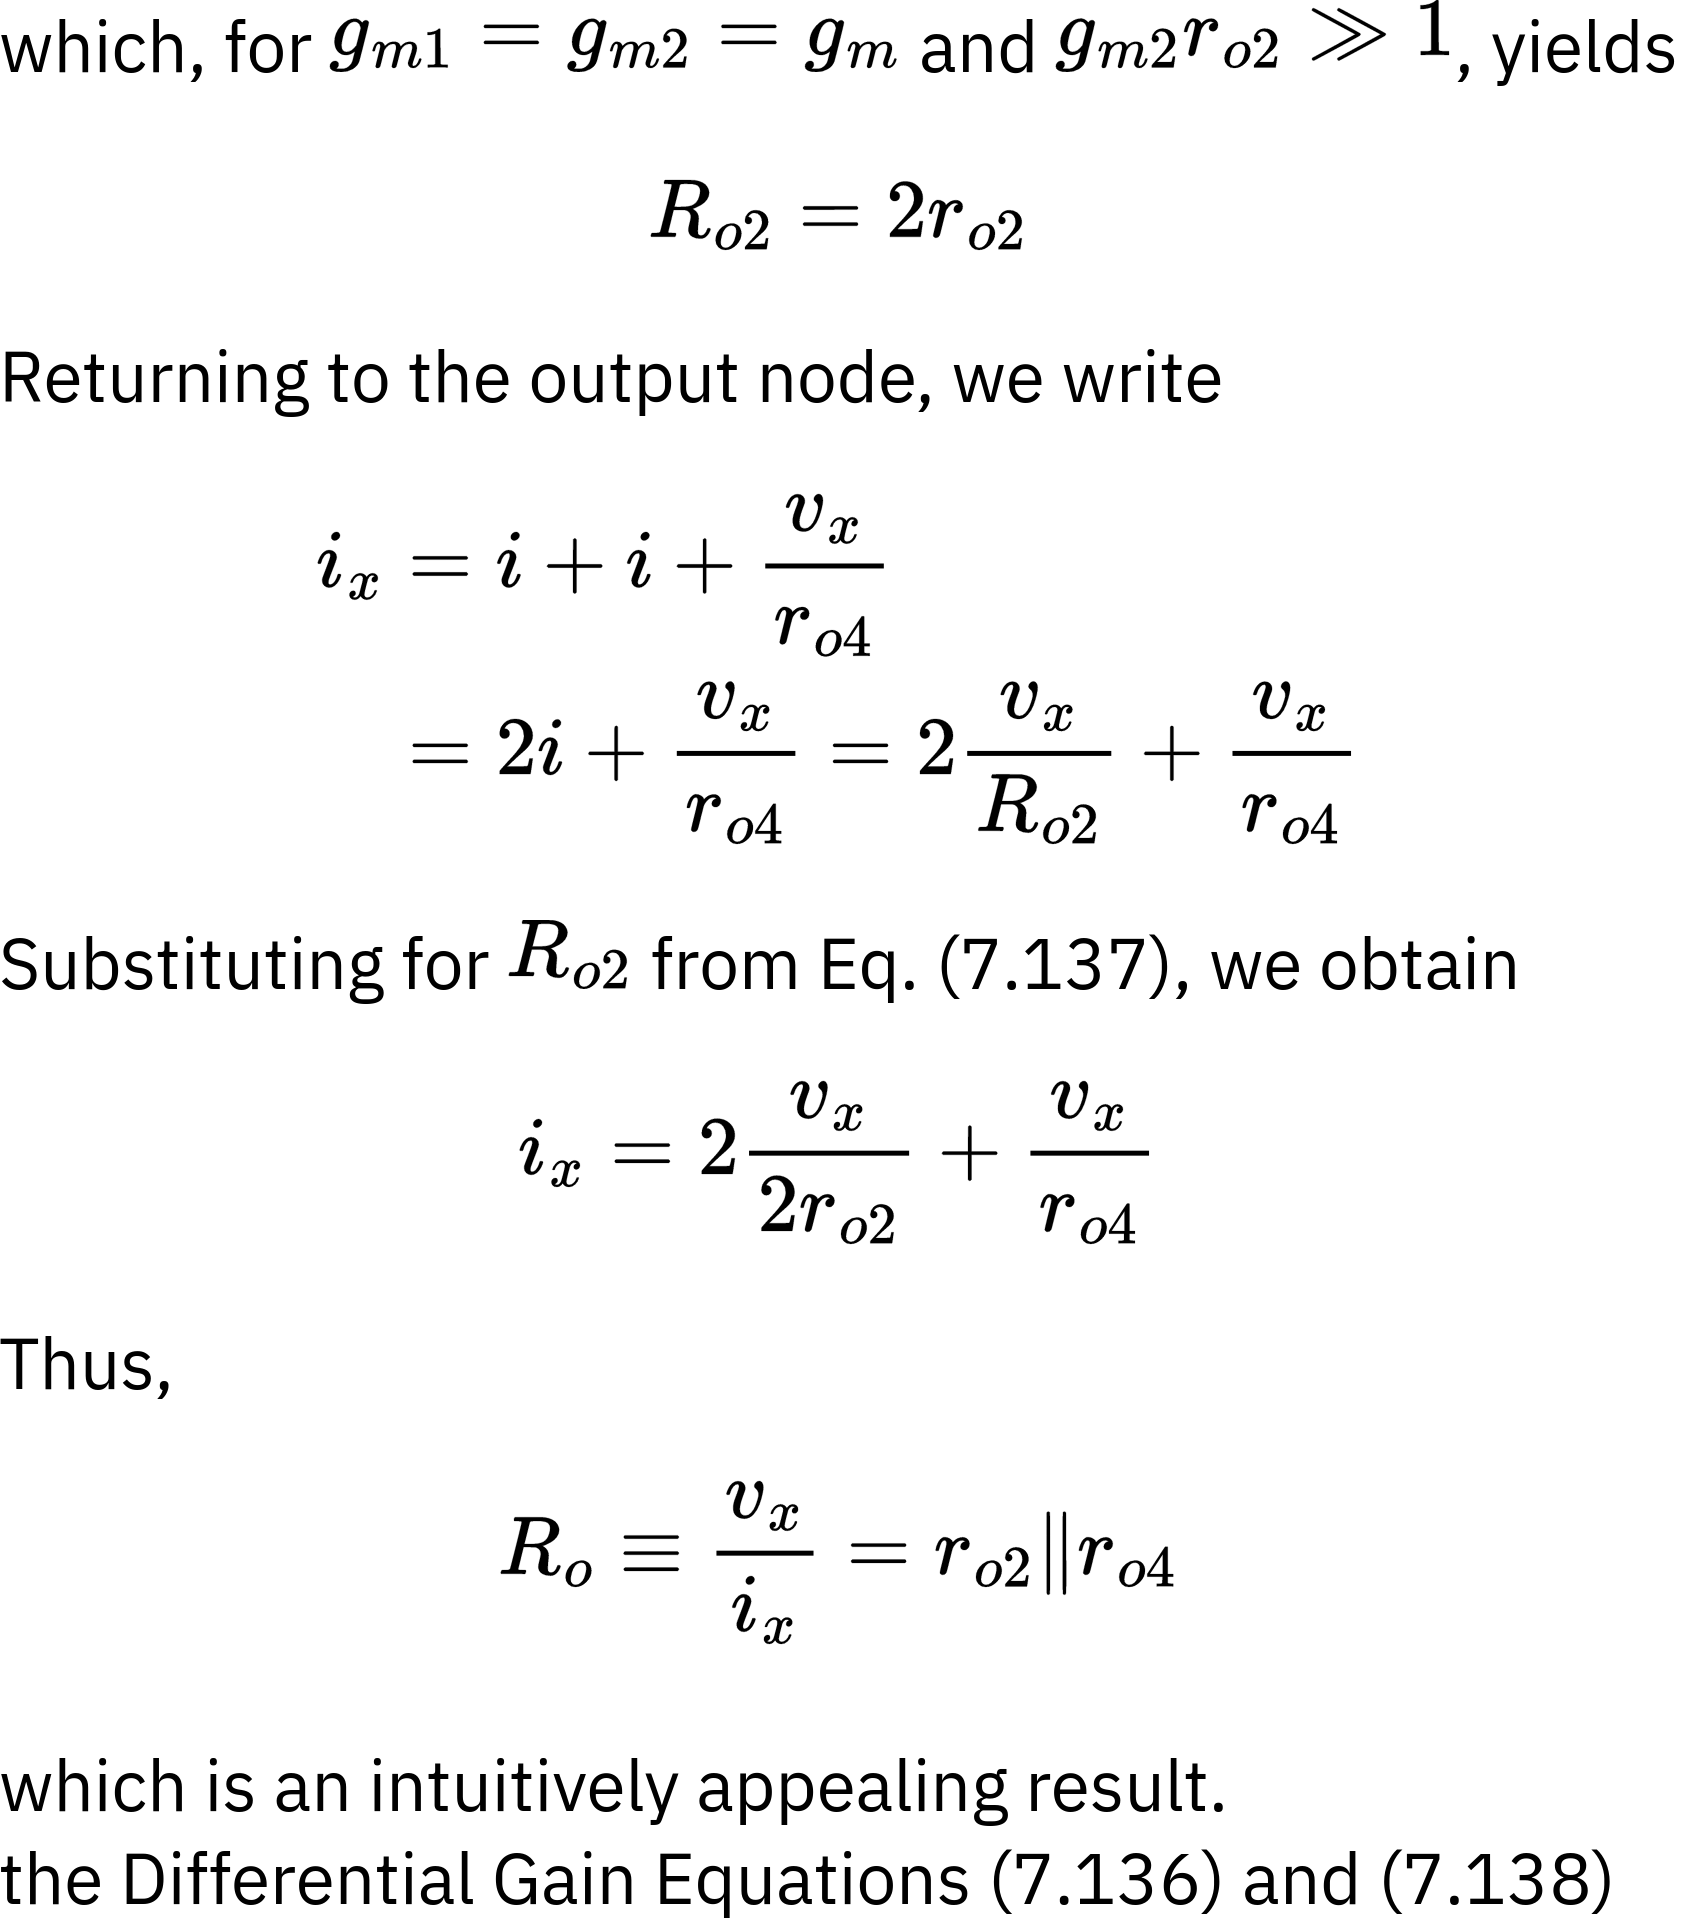 which, for $g_{m1} = g_{m2} = g_m$ and $g_{m2}r_{o2} \gg 1$, yields
$R_{o2} = 2r_{o2}$
Returning to the output node, we write
$i_x = i + i + \frac{v_x}{r_{o4}}$
$= 2i + \frac{v_x}{r_{o4}} = 2\frac{v_x}{R_{o2}} + \frac{v_x}{r_{o4}}$
Substituting for $R_{o2}$ from Eq. (7.137), we obtain
$i_x = 2\frac{v_x}{2r_{o2}} + \frac{v_x}{r_{o4}}$
Thus,
$R_o \equiv \frac{v_x}{i_x} = r_{o2} \| r_{o4}$
which is an intuitively appealing result.
the Differential Gain Equations (7.136) and (7.138)